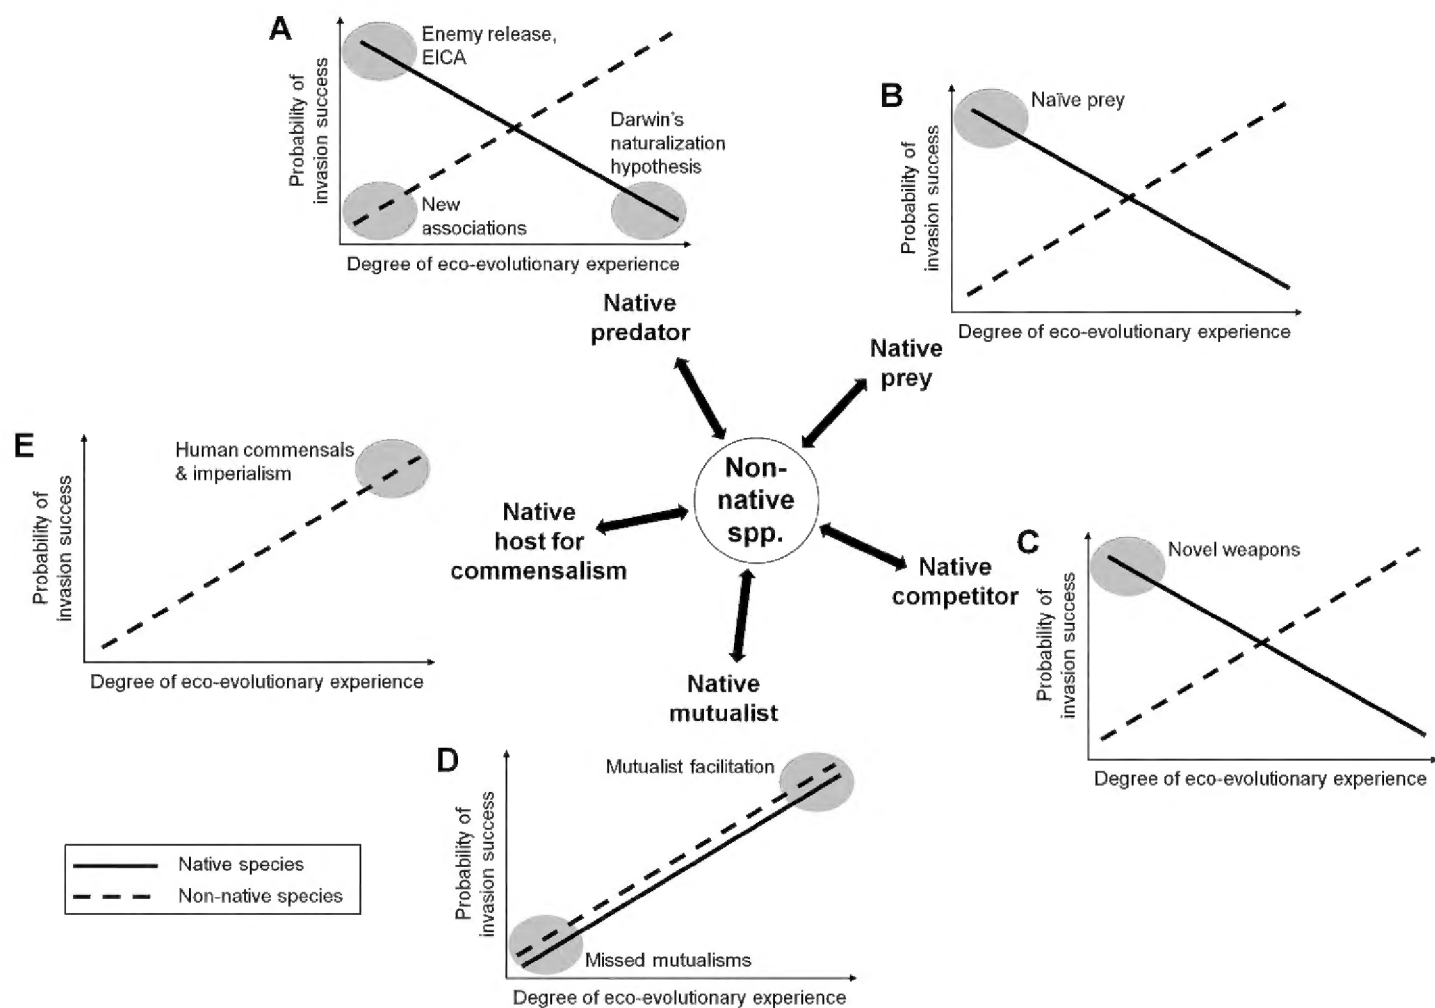 A
Probability of
invasion success
Enemy release,
EICA
Darwin's
naturalization
hypothesis
New
associations
Degree of eco-evolutionary experience
B
Probability of
invasion success
Naïve prey
Degree of eco-evolutionary experience
Native
predator
Native
prey
E
Probability of
invasion success
Human commensals
& imperialism
Degree of eco-evolutionary experience
Non-
native
spp.
Native
host for
commensalism
Native
competitor
Native
mutualist
C
Probability of
invasion success
Novel weapons
Degree of eco-evolutionary experience
D
Probability of
invasion success
Mutualist facilitation
Missed mutualisms
Degree of eco-evolutionary experience
Native species
Non-native species